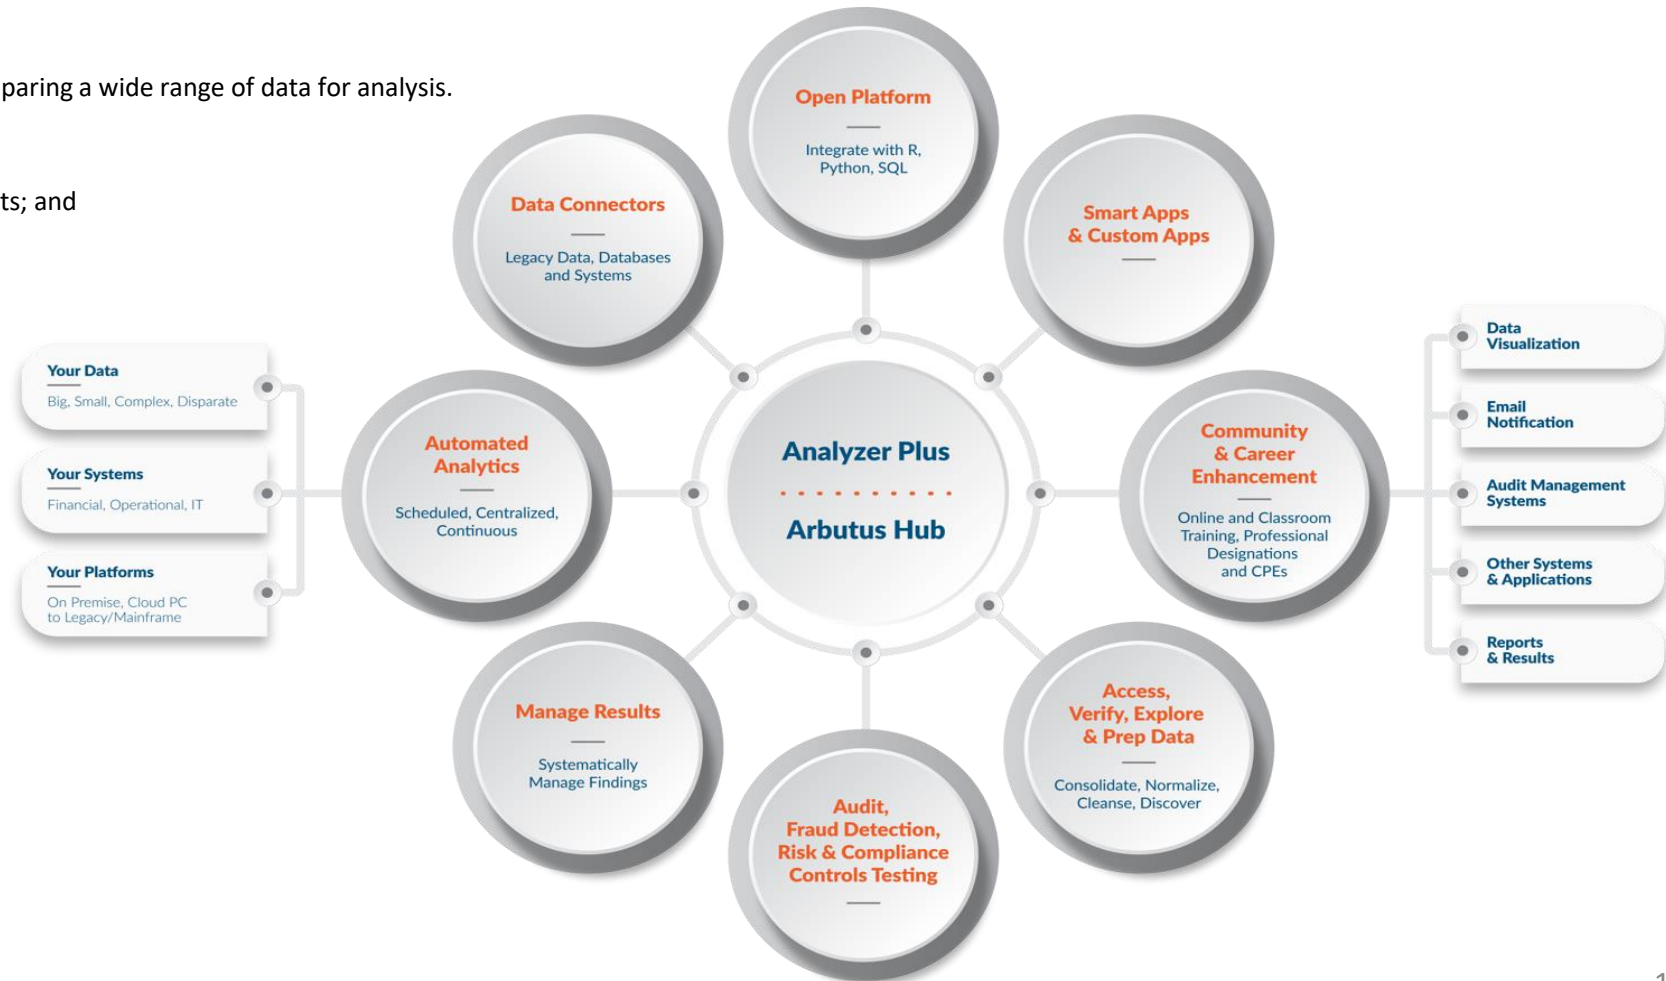 paring a wide range of data for analysis.
ts; and
Open Platform
Integrate with R,
Python, SQL
Data Connectors
Legacy Data, Databases
and Systems
Smart Apps
& Custom Apps
Your Data
Big, Small, Complex, Disparate
Your Systems
Financial, Operational, IT
Your Platforms
On Premise, Cloud PC
to Legacy/Mainframe
Automated
Analytics
Scheduled, Centralized,
Continuous
Analyzer Plus
Arbutus Hub
Community
& Career
Enhancement
Online and Classroom
Training, Professional
Designations
and CPEs
Data
Visualization
Email
Notification
Audit Management
Systems
Other Systems
& Applications
Reports
& Results
Manage Results
Systematically
Manage Findings
Audit,
Fraud Detection,
Risk & Compliance
Controls Testing
Access,
Verify, Explore
& Prep Data
Consolidate, Normalize,
Cleanse, Discover